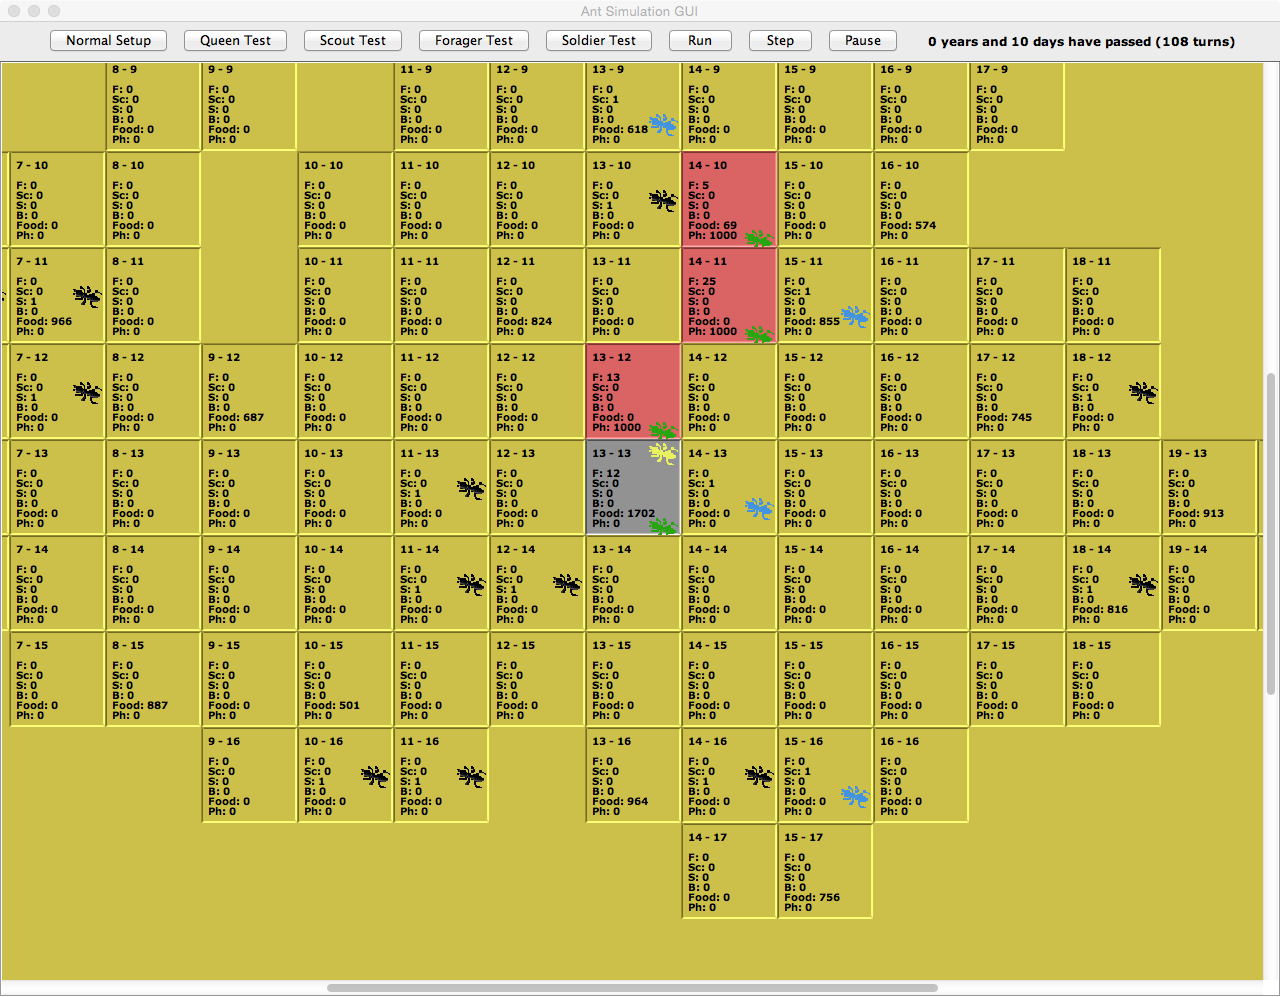 Ant Simulation GUI
Normal Setup
Queen Test
Scout Test
Forager Test
Soldier Test
Run
Step
Pause
0 years and 10 days have passed (108 turns)
8 - 9
F: 0
Sc: 0
S: 0
B: 0
Food: 0
Ph: 0
9 - 9
F: 0
Sc: 0
S: 0
B: 0
Food: 0
Ph: 0
11 - 9
F: 0
Sc: 0
S: 0
B: 0
Food: 0
Ph: 0
12 - 9
F: 0
Sc: 0
S: 0
B: 0
Food: 0
Ph: 0
13 - 9
F: 0
Sc: 1
S: 0
B: 0
Food: 618
Ph: 0
14 - 9
F: 0
Sc: 0
S: 0
B: 0
Food: 0
Ph: 0
15 - 9
F: 0
Sc: 0
S: 0
B: 0
Food: 0
Ph: 0
16 - 9
F: 0
Sc: 0
S: 0
B: 0
Food: 0
Ph: 0
17 - 9
F: 0
Sc: 0
S: 0
B: 0
Food: 0
Ph: 0
7 - 10
F: 0
Sc: 0
S: 0
B: 0
Food: 0
Ph: 0
8 - 10
F: 0
Sc: 0
S: 0
B: 0
Food: 0
Ph: 0
10 - 10
F: 0
Sc: 0
S: 0
B: 0
Food: 0
Ph: 0
11 - 10
F: 0
Sc: 0
S: 0
B: 0
Food: 0
Ph: 0
12 - 10
F: 0
Sc: 0
S: 0
B: 0
Food: 0
Ph: 0
13 - 10
F: 0
Sc: 0
S: 1
B: 0
Food: 0
Ph: 0
14 - 10
F: 5
Sc: 0
S: 0
B: 0
Food: 69
Ph: 1000
15 - 10
F: 0
Sc: 0
S: 0
B: 0
Food: 0
Ph: 0
16 - 10
F: 0
Sc: 0
S: 0
B: 0
Food: 574
Ph: 0
7 - 11
F: 0
Sc: 0
S: 1
B: 0
Food: 966
Ph: 0
8 - 11
F: 0
Sc: 0
S: 0
B: 0
Food: 0
Ph: 0
10 - 11
F: 0
Sc: 0
S: 0
B: 0
Food: 0
Ph: 0
11 - 11
F: 0
Sc: 0
S: 0
B: 0
Food: 0
Ph: 0
12 - 11
F: 0
Sc: 0
S: 0
B: 0
Food: 824
Ph: 0
13 - 11
F: 0
Sc: 0
S: 0
B: 0
Food: 0
Ph: 0
14 - 11
F: 25
Sc: 0
S: 0
B: 0
Food: 0
Ph: 1000
15 - 11
F: 0
Sc: 1
S: 0
B: 0
Food: 855
Ph: 0
16 - 11
F: 0
Sc: 0
S: 0
B: 0
Food: 0
Ph: 0
17 - 11
F: 0
Sc: 0
S: 0
B: 0
Food: 0
Ph: 0
18 - 11
F: 0
Sc: 0
S: 0
B: 0
Food: 0
Ph: 0
7 - 12
F: 0
Sc: 0
S: 1
B: 0
Food: 0
Ph: 0
8 - 12
F: 0
Sc: 0
S: 0
B: 0
Food: 0
Ph: 0
9 - 12
F: 0
Sc: 0
S: 0
B: 0
Food: 687
Ph: 0
10 - 12
F: 0
Sc: 0
S: 0
B: 0
Food: 0
Ph: 0
11 - 12
F: 0
Sc: 0
S: 0
B: 0
Food: 0
Ph: 0
12 - 12
F: 0
Sc: 0
S: 0
B: 0
Food: 0
Ph: 0
13 - 12
F: 13
Sc: 0
S: 0
B: 0
Food: 0
Ph: 1000
14 - 12
F: 0
Sc: 0
S: 0
B: 0
Food: 0
Ph: 0
15 - 12
F: 0
Sc: 0
S: 0
B: 0
Food: 0
Ph: 0
16 - 12
F: 0
Sc: 0
S: 0
B: 0
Food: 0
Ph: 0
17 - 12
F: 0
Sc: 0
S: 0
B: 0
Food: 745
Ph: 0
18 - 12
F: 0
Sc: 0
S: 1
B: 0
Food: 0
Ph: 0
7 - 13
F: 0
Sc: 0
S: 0
B: 0
Food: 0
Ph: 0
8 - 13
F: 0
Sc: 0
S: 0
B: 0
Food: 0
Ph: 0
9 - 13
F: 0
Sc: 0
S: 0
B: 0
Food: 0
Ph: 0
10 - 13
F: 0
Sc: 0
S: 0
B: 0
Food: 0
Ph: 0
11 - 13
F: 0
Sc: 0
S: 1
B: 0
Food: 0
Ph: 0
12 - 13
F: 0
Sc: 0
S: 0
B: 0
Food: 0
Ph: 0
13 - 13
F: 12
Sc: 0
S: 0
B: 0
Food: 1702
Ph: 0
14 - 13
F: 0
Sc: 1
S: 0
B: 0
Food: 0
Ph: 0
15 - 13
F: 0
Sc: 0
S: 0
B: 0
Food: 0
Ph: 0
16 - 13
F: 0
Sc: 0
S: 0
B: 0
Food: 0
Ph: 0
17 - 13
F: 0
Sc: 0
S: 0
B: 0
Food: 0
Ph: 0
18 - 13
F: 0
Sc: 0
S: 0
B: 0
Food: 0
Ph: 0
19 - 13
F: 0
Sc: 0
S: 0
B: 0
Food: 913
Ph: 0
7 - 14
F: 0
Sc: 0
S: 0
B: 0
Food: 0
Ph: 0
8 - 14
F: 0
Sc: 0
S: 0
B: 0
Food: 0
Ph: 0
9 - 14
F: 0
Sc: 0
S: 0
B: 0
Food: 0
Ph: 0
10 - 14
F: 0
Sc: 0
S: 0
B: 0
Food: 0
Ph: 0
11 - 14
F: 0
Sc: 0
S: 1
B: 0
Food: 0
Ph: 0
12 - 14
F: 0
Sc: 0
S: 1
B: 0
Food: 0
Ph: 0
13 - 14
F: 0
Sc: 0
S: 0
B: 0
Food: 0
Ph: 0
14 - 14
F: 0
Sc: 0
S: 0
B: 0
Food: 0
Ph: 0
15 - 14
F: 0
Sc: 0
S: 0
B: 0
Food: 0
Ph: 0
16 - 14
F: 0
Sc: 0
S: 0
B: 0
Food: 0
Ph: 0
17 - 14
F: 0
Sc: 0
S: 0
B: 0
Food: 0
Ph: 0
18 - 14
F: 0
Sc: 0
S: 1
B: 0
Food: 816
Ph: 0
19 - 14
F: 0
Sc: 0
S: 0
B: 0
Food: 0
Ph: 0
7 - 15
F: 0
Sc: 0
S: 0
B: 0
Food: 0
Ph: 0
8 - 15
F: 0
Sc: 0
S: 0
B: 0
Food: 887
Ph: 0
9 - 15
F: 0
Sc: 0
S: 0
B: 0
Food: 0
Ph: 0
10 - 15
F: 0
Sc: 0
S: 0
B: 0
Food: 501
Ph: 0
11 - 15
F: 0
Sc: 0
S: 0
B: 0
Food: 0
Ph: 0
12 - 15
F: 0
Sc: 0
S: 0
B: 0
Food: 0
Ph: 0
13 - 15
F: 0
Sc: 0
S: 0
B: 0
Food: 0
Ph: 0
14 - 15
F: 0
Sc: 0
S: 0
B: 0
Food: 0
Ph: 0
15 - 15
F: 0
Sc: 0
S: 0
B: 0
Food: 0
Ph: 0
16 - 15
F: 0
Sc: 0
S: 0
B: 0
Food: 0
Ph: 0
17 - 15
F: 0
Sc: 0
S: 0
B: 0
Food: 0
Ph: 0
18 - 15
F: 0
Sc: 0
S: 0
B: 0
Food: 0
Ph: 0
9 - 16
F: 0
Sc: 0
S: 0
B: 0
Food: 0
Ph: 0
10 - 16
F: 0
Sc: 0
S: 1
B: 0
Food: 0
Ph: 0
11 - 16
F: 0
Sc: 0
S: 1
B: 0
Food: 0
Ph: 0
13 - 16
F: 0
Sc: 0
S: 0
B: 0
Food: 964
Ph: 0
14 - 16
F: 0
Sc: 0
S: 1
B: 0
Food: 0
Ph: 0
15 - 16
F: 0
Sc: 1
S: 0
B: 0
Food: 0
Ph: 0
16 - 16
F: 0
Sc: 0
S: 0
B: 0
Food: 0
Ph: 0
14 - 17
F: 0
Sc: 0
S: 0
B: 0
Food: 0
Ph: 0
15 - 17
F: 0
Sc: 0
S: 0
B: 0
Food: 756
Ph: 0